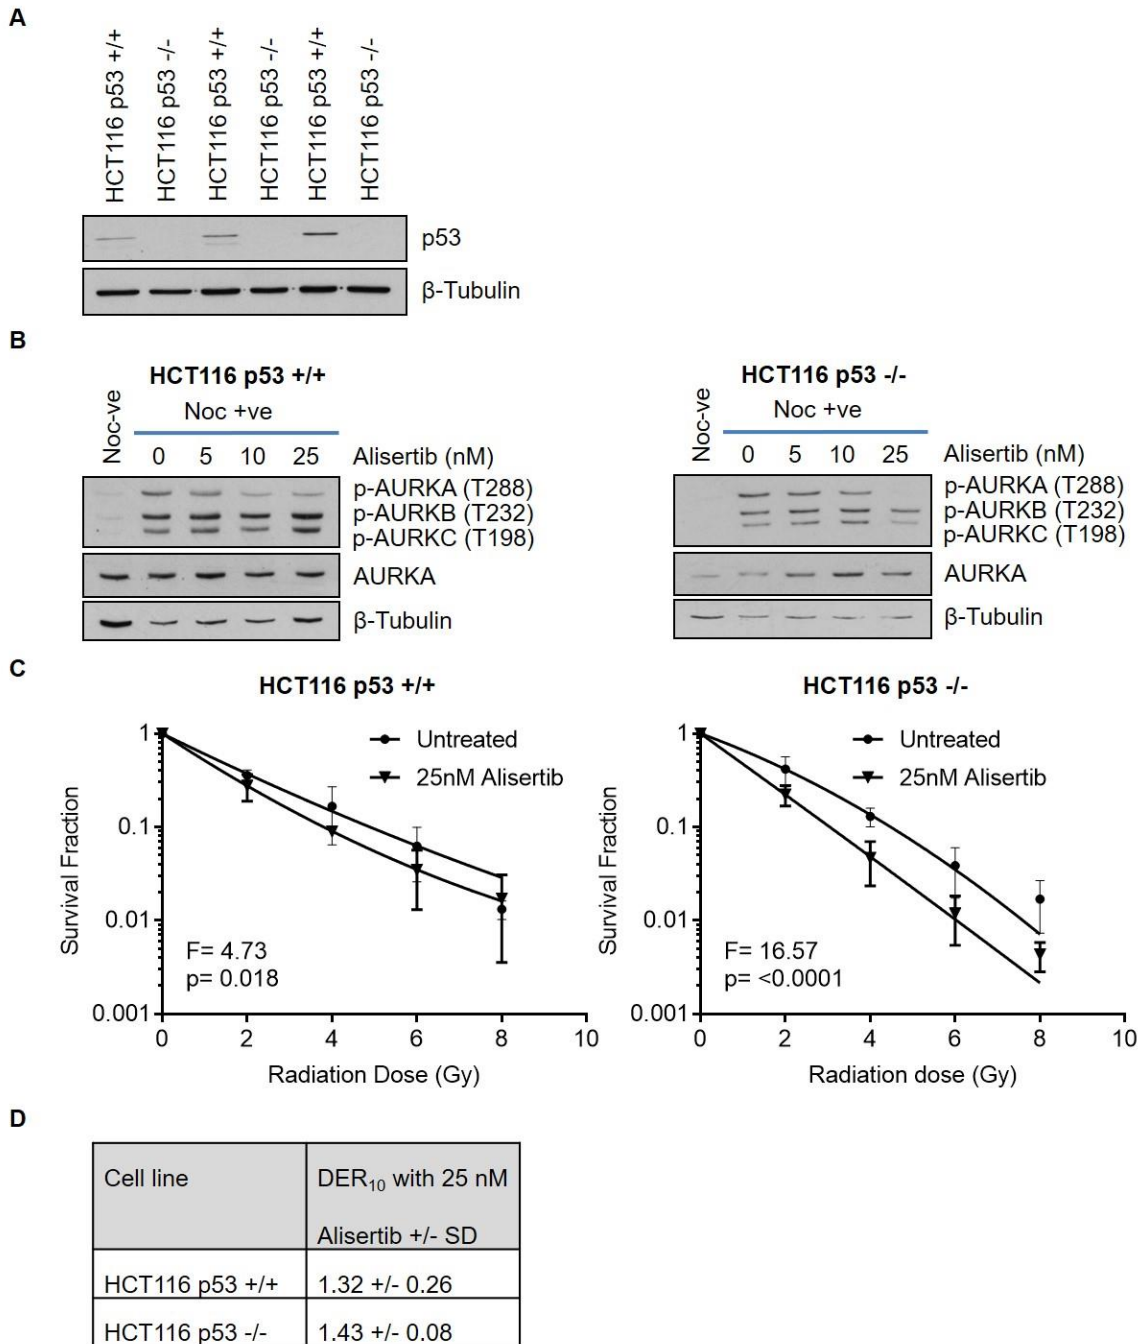 A
HCT116 p53 +/+
HCT116 p53 -/-
HCT116 p53 +/+
HCT116 p53 -/-
HCT116 p53 +/+
HCT116 p53 -/-
p53
β-Tubulin
B
HCT116 p53 +/+
Noc-ve
Noc +ve
0 5 10 25 Alisertib (nM)
p-AURKA (T288)
p-AURKB (T232)
p-AURKC (T198)
AURKA
β-Tubulin
HCT116 p53 -/-
Noc-ve
Noc +ve
0 5 10 25 Alisertib (nM)
p-AURKA (T288)
p-AURKB (T232)
p-AURKC (T198)
AURKA
β-Tubulin
C
HCT116 p53 +/+
Survival Fraction
1
0.1
0.01
0.001
Untreated
25nM Alisertib
F= 4.73
p= 0.018
0 2 4 6 8 10
Radiation Dose (Gy)
HCT116 p53 -/-
Survival Fraction
1
0.1
0.01
0.001
Untreated
25nM Alisertib
F= 16.57
p= <0.0001
0 2 4 6 8 10
Radiation dose (Gy)
D
Cell line
DER₁₀ with 25 nM
Alisertib +/- SD
HCT116 p53 +/+ 1.32 +/- 0.26
HCT116 p53 -/- 1.43 +/- 0.08